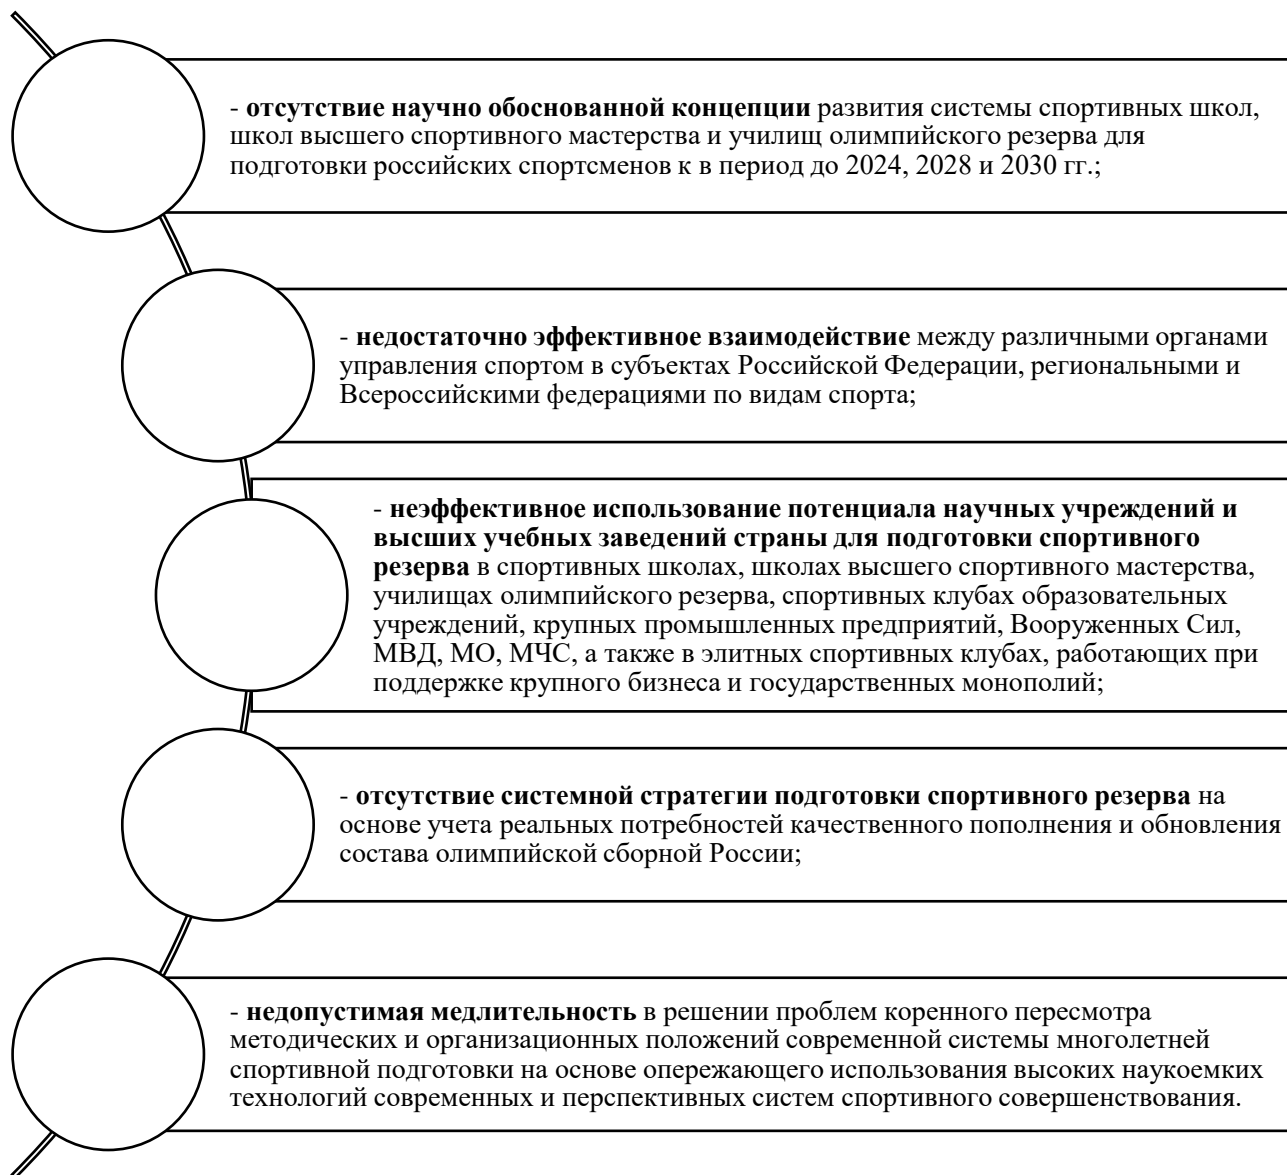 - отсутствие научно обоснованной концепции развития системы спортивных школ,
школ высшего спортивного мастерства и училищ олимпийского резерва для
подготовки российских спортсменов к в период до 2024, 2028 и 2030 гг.;
- недостаточно эффективное взаимодействие между различными органами
управления спортом в субъектах Российской Федерации, региональными и
Всероссийскими федерациями по видам спорта;
- неэффективное использование потенциала научных учреждений и
высших учебных заведений страны для подготовки спортивного
резерва в спортивных школах, школах высшего спортивного мастерства,
училищах олимпийского резерва, спортивных клубах образовательных
учреждений, крупных промышленных предприятий, Вооруженных Сил,
МВД, МО, МЧС, а также в элитных спортивных клубах, работающих при
поддержке крупного бизнеса и государственных монополий;
- отсутствие системной стратегии подготовки спортивного резерва на
основе учета реальных потребностей качественного пополнения и обновления
состава олимпийской сборной России;
- недопустимая медлительность в решении проблем коренного пересмотра
методических и организационных положений современной системы многолетней
спортивной подготовки на основе опережающего использования высоких наукоемких
технологий современных и перспективных систем спортивного совершенствования.